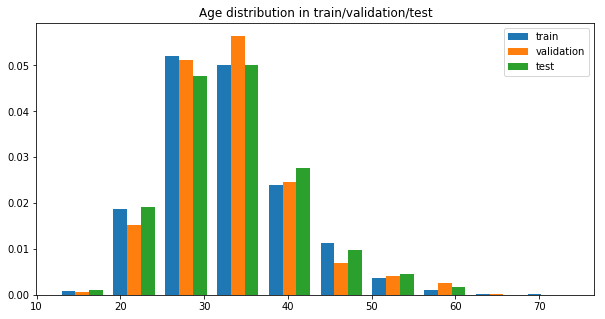 Age distribution in train/validation/test
train
validation
test
0.05
0.04
0.03
0.02
0.01
0.00
10 20 30 40 50 60 70